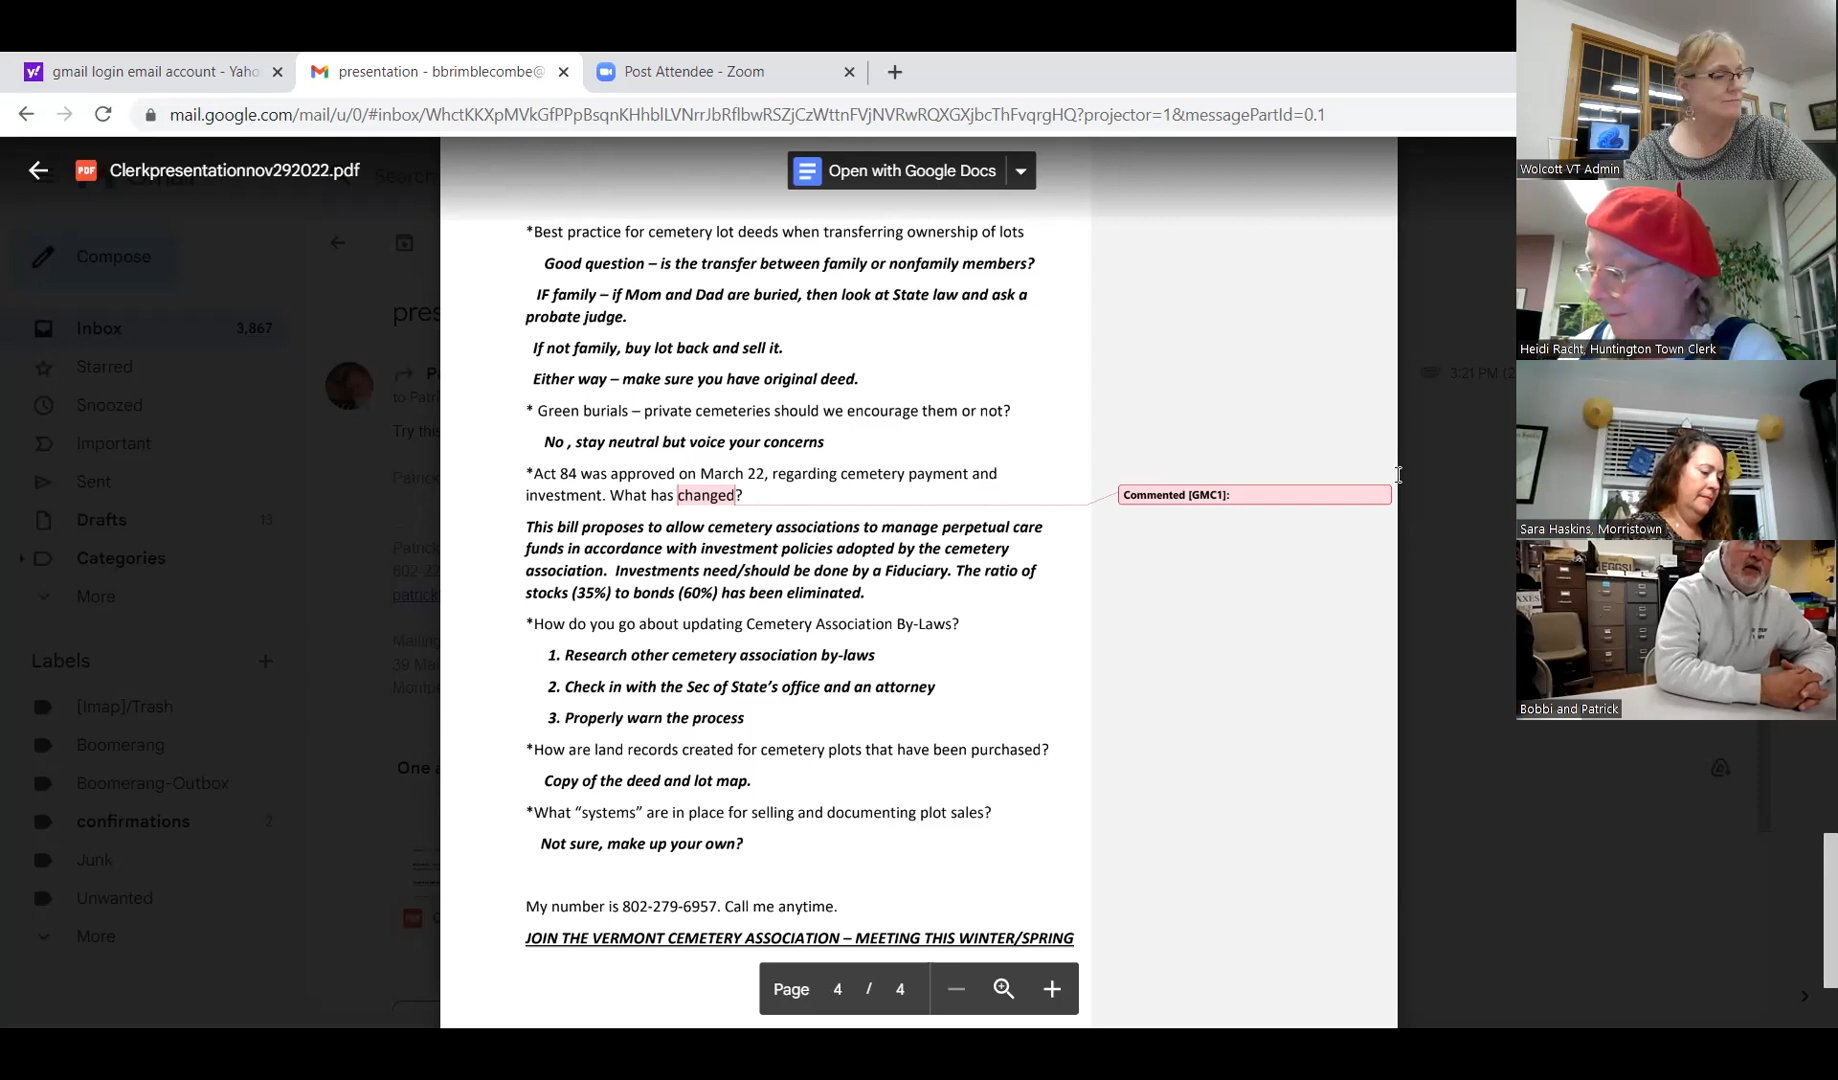 gmail login email account - Yaho
presentation - bbrimblecombe@
Post Attendee - Zoom
mail.google.com/mail/u/0/#inbox/WhctKKXpMVkGfPPpBsqnKHhblLVNrrJbRflbwRSZjCzWttnFVjNVRwRQXGXjbcThFvqrgHQ?projector=1&messagePartId=0.1
PDF
Clerkpresentationnov292022.pdf
Open with Google Docs
Compose
Inbox 3,867
Starred
Snoozed
Important
Sent
Drafts 13
Categories
More
Labels
[Imap]/Trash
Boomerang
Boomerang-Outbox
confirmations 2
Junk
Unwanted
More
pres
to Patri
Try this
One a
3:21 PM (2
*Best practice for cemetery lot deeds when transferring ownership of lots
Good question – is the transfer between family or nonfamily members?
IF family – if Mom and Dad are buried, then look at State law and ask a
probate judge.
If not family, buy lot back and sell it.
Either way – make sure you have original deed.
* Green burials – private cemeteries should we encourage them or not?
No , stay neutral but voice your concerns
*Act 84 was approved on March 22, regarding cemetery payment and
investment. What has changed?
Commented [GMC1]:
This bill proposes to allow cemetery associations to manage perpetual care
funds in accordance with investment policies adopted by the cemetery
association. Investments need/should be done by a Fiduciary. The ratio of
stocks (35%) to bonds (60%) has been eliminated.
*How do you go about updating Cemetery Association By-Laws?
1. Research other cemetery association by-laws
2. Check in with the Sec of State’s office and an attorney
3. Properly warn the process
*How are land records created for cemetery plots that have been purchased?
Copy of the deed and lot map.
*What “systems” are in place for selling and documenting plot sales?
Not sure, make up your own?
My number is 802-279-6957. Call me anytime.
JOIN THE VERMONT CEMETERY ASSOCIATION – MEETING THIS WINTER/SPRING
Page 4 / 4
Wolcott VT Admin
Heidi Racht, Huntington Town Clerk
Sara Haskins, Morristown
Bobbi and Patrick